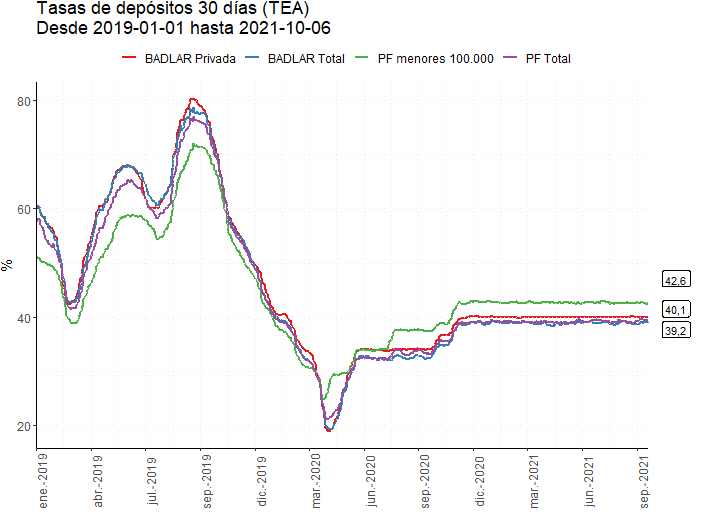 Tasas de depósitos 30 días (TEA)
Desde 2019-01-01 hasta 2021-10-06
BADLAR Privada BADLAR Total PF menores 100.000 PF Total
%
80
60
40
20
42,6
40,1
39,2
ene.-2019
abr.-2019
jul.-2019
sep.-2019
dic.-2019
mar.-2020
jun.-2020
sep.-2020
dic.-2020
mar.-2021
jun.-2021
sep.-2021